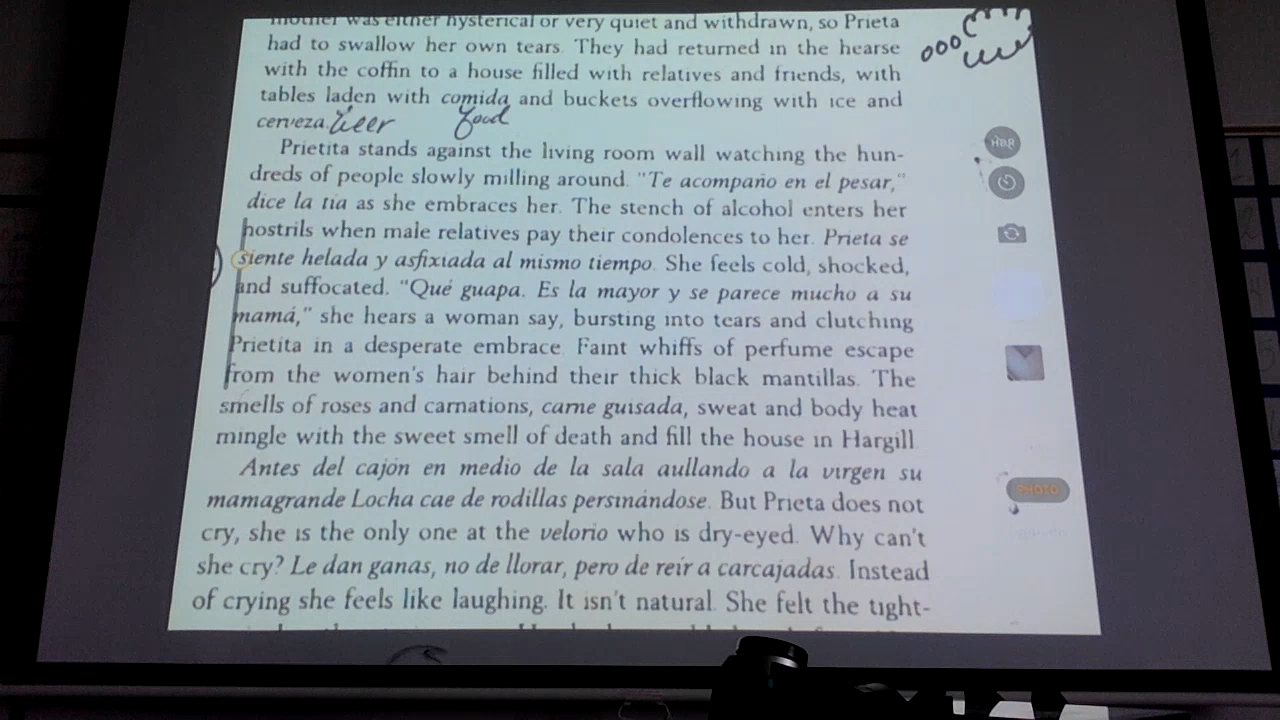 mother was either hysterical or very quiet and withdrawn, so Prieta
had to swallow her own tears. They had returned in the hearse
with the coffin to a house filled with relatives and friends, with
tables laden with comida and buckets overflowing with ice and
cerveza. beer food
Prietita stands against the living room wall watching the hun-
dreds of people slowly milling around. "Te acompaño en el pesar,"
dice la tia as she embraces her. The stench of alcohol enters her
nostrils when male relatives pay their condolences to her. Prieta se
siente helada y asfixiada al mismo tiempo. She feels cold, shocked,
and suffocated. "Qué guapa. Es la mayor y se parece mucho a su
mamá," she hears a woman say, bursting into tears and clutching
Prietita in a desperate embrace. Faint whiffs of perfume escape
from the women's hair behind their thick black mantillas. The
smells of roses and carnations, carne guisada, sweat and body heat
mingle with the sweet smell of death and fill the house in Hargill.
Antes del cajón en medio de la sala aullando a la virgen su
mamagrande Locha cae de rodillas persinándose. But Prieta does not
cry, she is the only one at the velorio who is dry-eyed. Why can't
she cry? Le dan ganas, no de llorar, pero de reír a carcajadas. Instead
of crying she feels like laughing. It isn't natural. She felt the tight-
HDR
PHOTO